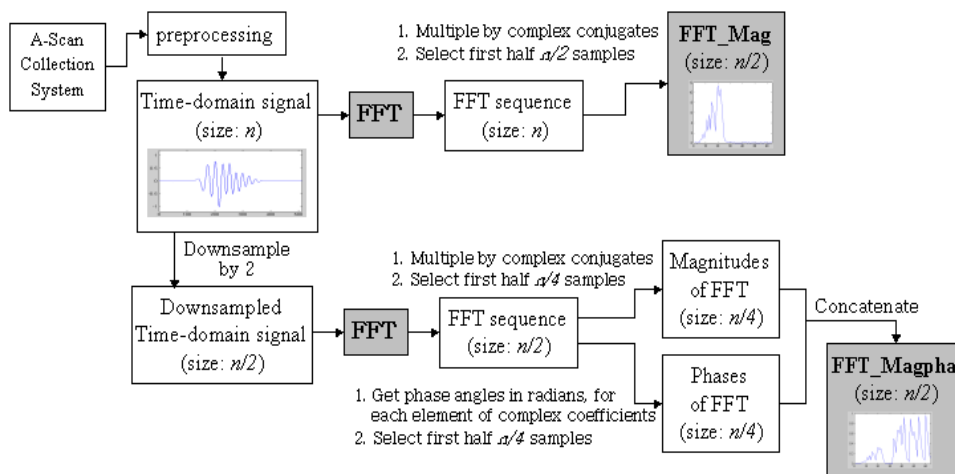 A-Scan
Collection
System
preprocessing
Time-domain signal
(size: n)
FFT
FFT sequence
(size: n)
1. Multiple by complex conjugates
2. Select first half n/2 samples
FFT_Mag
(size: n/2)
Downsample
by 2
Downsampled
Time-domain signal
(size: n/2)
FFT
FFT sequence
(size: n/2)
1. Multiple by complex conjugates
2. Select first half n/4 samples
Magnitudes
of FFT
(size: n/4)
1. Get phase angles in radians, for
each element of complex coefficients
2. Select first half n/4 samples
Phases
of FFT
(size: n/4)
Concatenate
FFT_Magpha
(size: n/2)